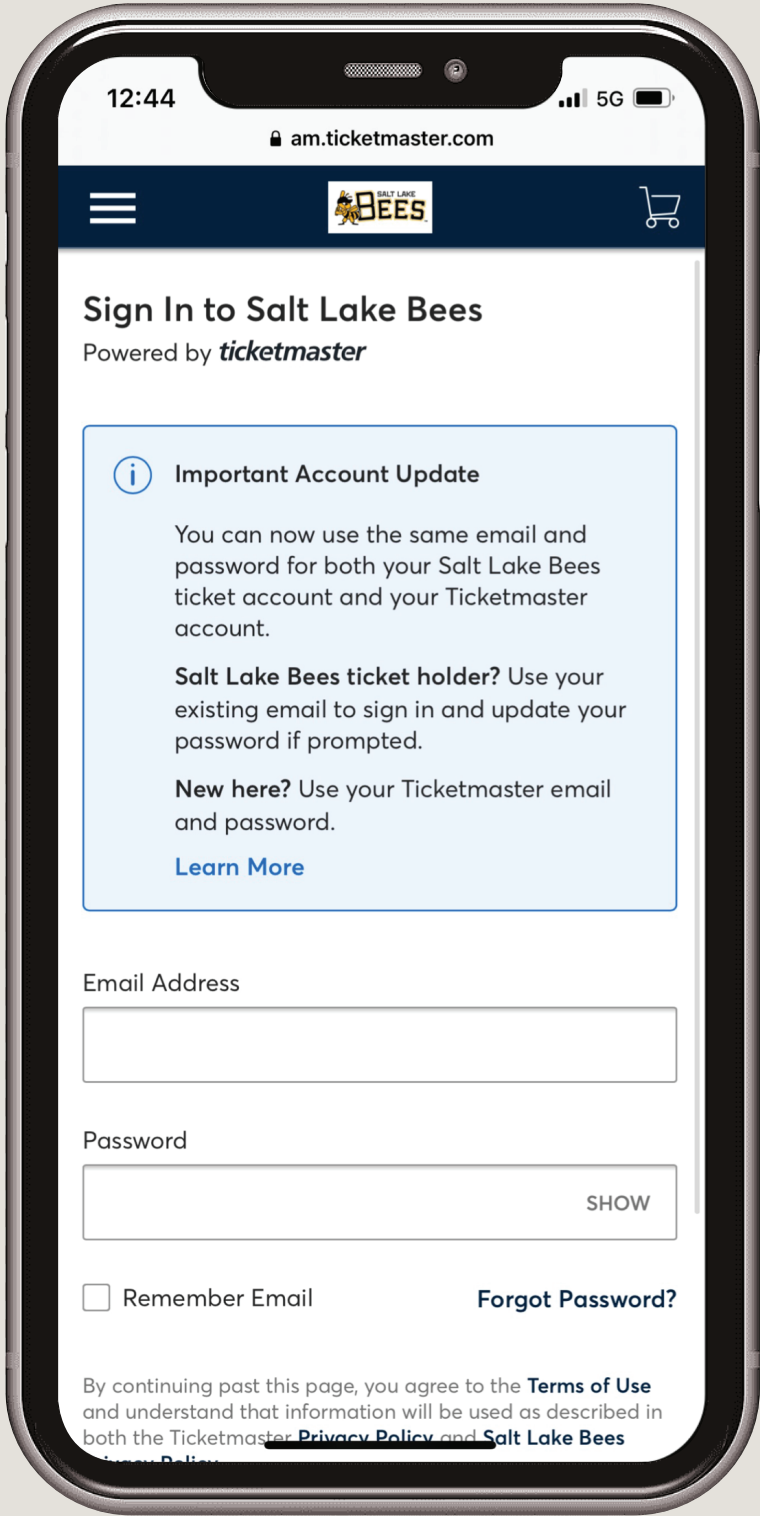 12:44
5G
am.ticketmaster.com
SALT LAKE
BEES
Sign In to Salt Lake Bees
Powered by ticketmaster
Important Account Update
You can now use the same email and
password for both your Salt Lake Bees
ticket account and your Ticketmaster
account.
Salt Lake Bees ticket holder? Use your
existing email to sign in and update your
password if prompted.
New here? Use your Ticketmaster email
and password.
Learn More
Email Address
Password
SHOW
Remember Email
Forgot Password?
By continuing past this page, you agree to the Terms of Use
and understand that information will be used as described in
both the Ticketmaster Privacy Policy and Salt Lake Bees
Privacy Policy